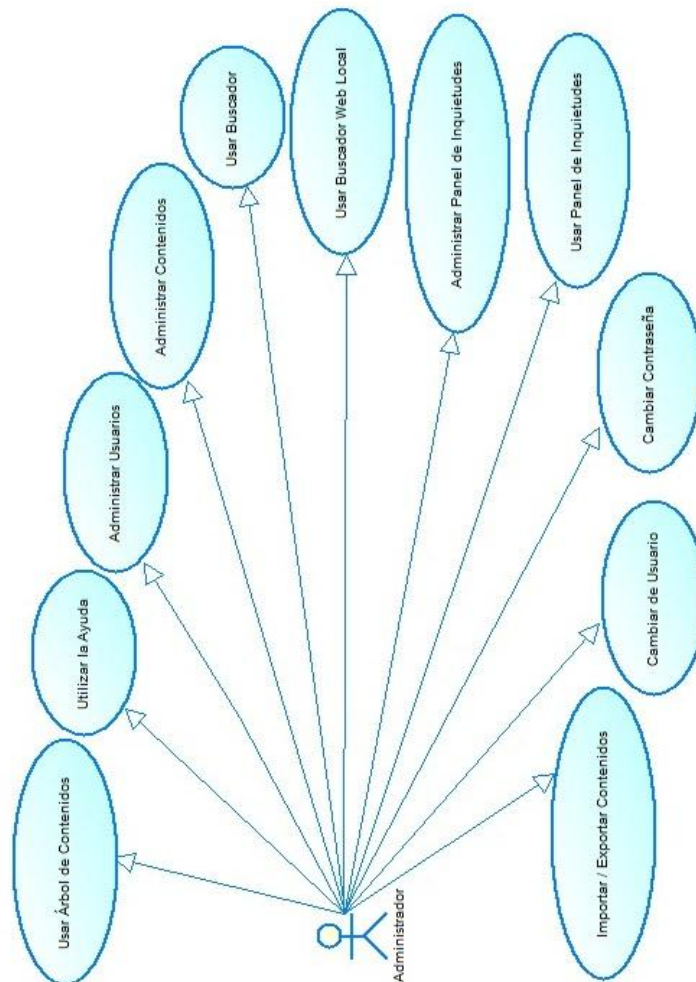 Usar Árbol de Contenidos
Utilizar la Ayuda
Administrar Usuarios
Administrar Contenidos
Usar Buscador
Usar Buscador Web Local
Administrar Panel de Inquietudes
Usar Panel de Inquietudes
Cambiar Contraseña
Cambiar de Usuario
Importar / Exportar Contenidos
Administrador